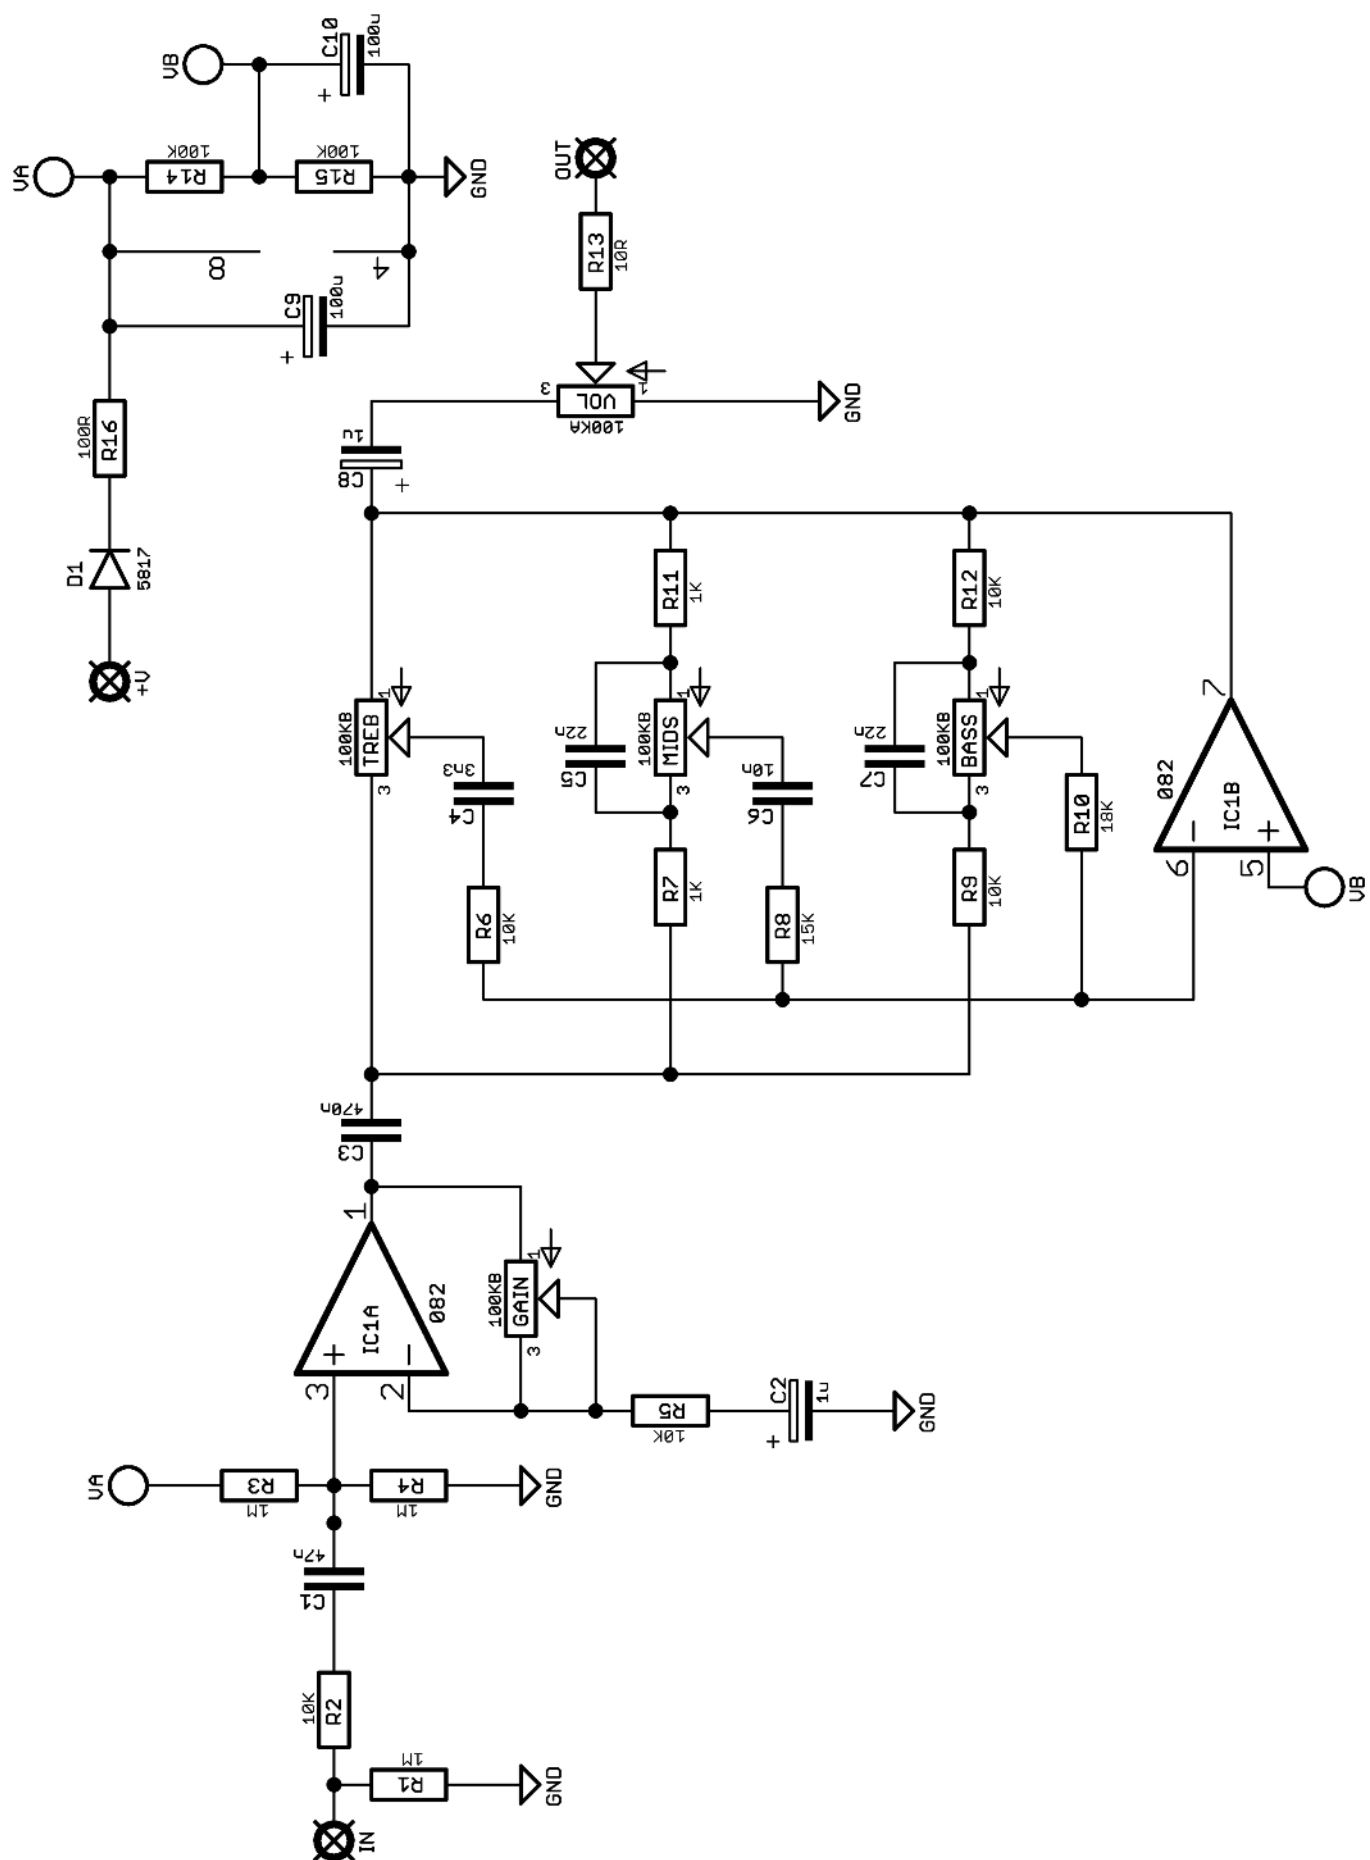 C10
100u
VB
VA
100K
R14
100K
R15
GND
OUT
8
4
C9
100u
+
+
R13
10R
100R
R16
3
VOL
1
100KA
GND
1u
C8
+
D1
5817
+V
R11
1K
R12
10K
100KB
TREB
1
3
3n3
C4
22n
C5
100KB
MIDS
1
3
10n
C6
22n
C7
100KB
BASS
1
3
R10
18K
7
082
IC1B
6
5
VB
R6
10K
R7
1K
R8
15K
R9
10K
470n
C3
1
IC1A
082
3
2
100KB
GAIN
1
3
R5
10K
C2
1u
+
GND
VA
R3
1M
R4
1M
GND
47n
C1
10K
R2
1M
R1
GND
IN